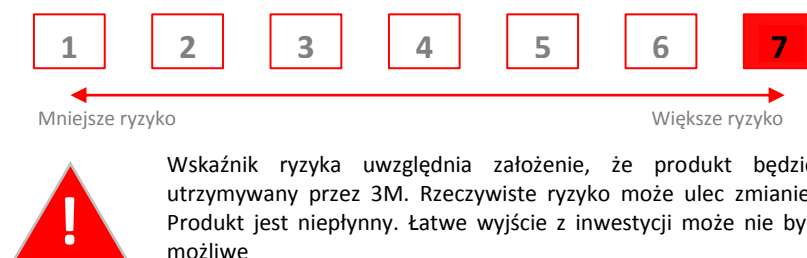 1 2 3 4 5 6 7
Mniejsze ryzyko Większe ryzyko
Wskaźnik ryzyka uwzględnia założenie, że produkt będzie
utrzymywany przez 3M. Rzeczywiste ryzyko może ulec zmianie
! Produkt jest niepłynny. Łatwe wyjście z inwestycji może nie by
możliwe